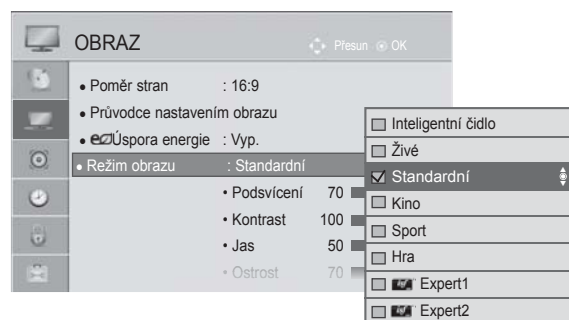 OBRAZ
Přesun OK
• Poměr stran : 16:9
• Průvodce nastavením obrazu
• eco Úspora energie : Vyp.
• Režim obrazu : Standardní
• Podsvícení 70
• Kontrast 100
• Jas 50
• Ostrost 70
Inteligentní čidlo
Živé
Standardní
Kino
Sport
Hra
Expert1
Expert2